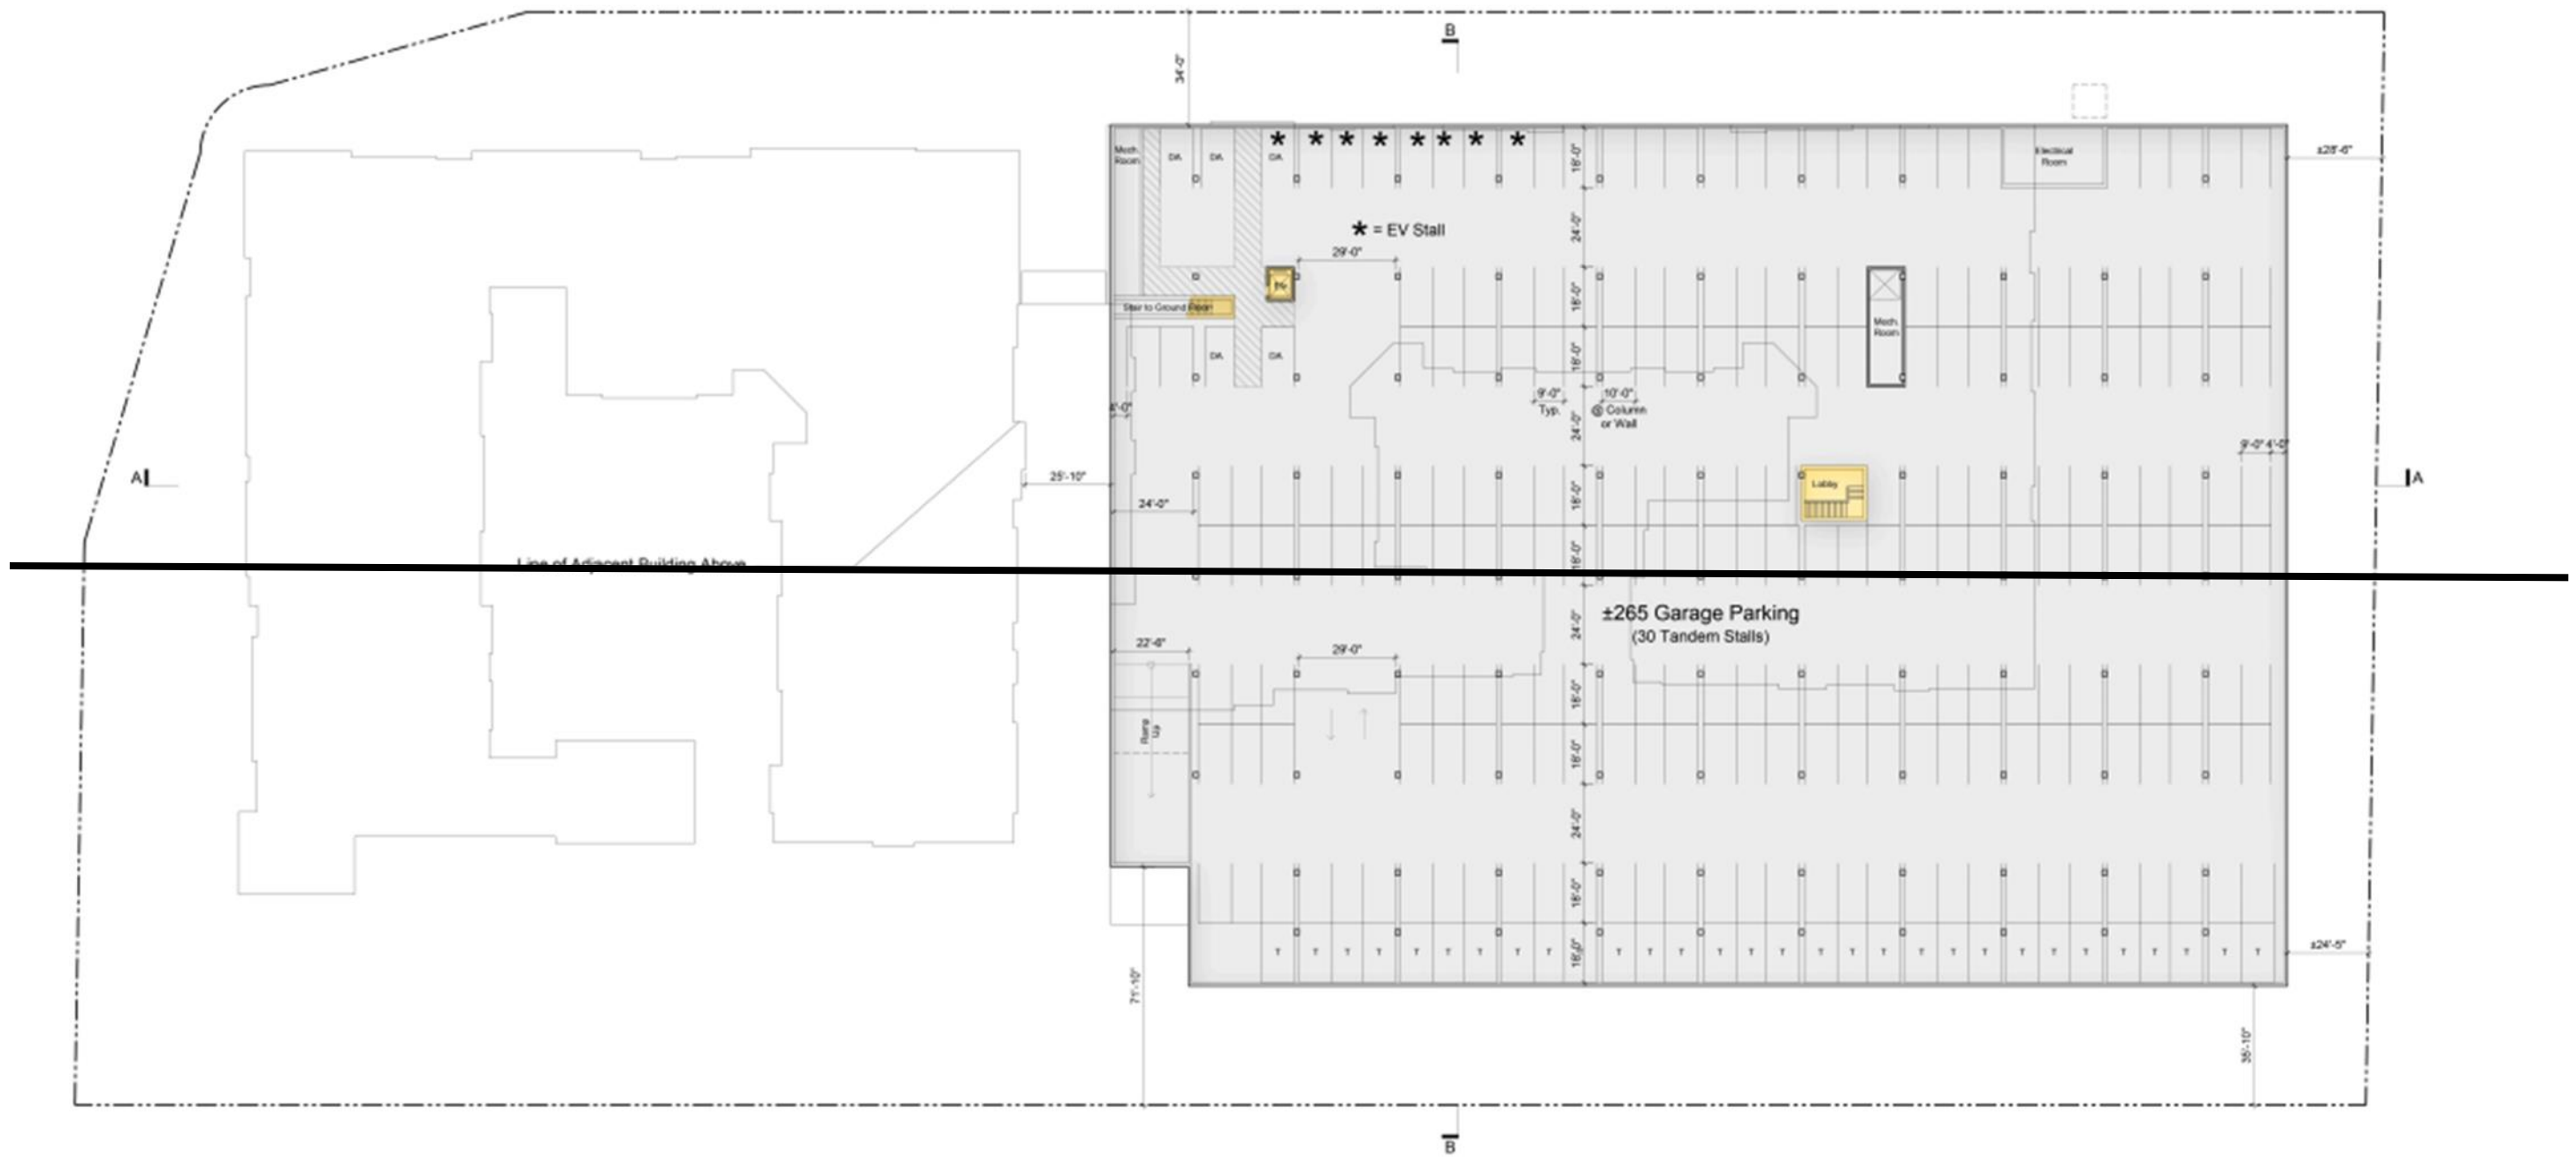 B
34'-0"
* * * * * * * *
Mech.
Room
DA
DA
DA
18'-0"
Electrical
Room
±28'-6"
* = EV Stall
24'-0"
29'-0"
Stair to Ground Floor
18'-0"
Mech.
Room
DA
DA
18'-0"
4'-0"
9'-0"
Typ.
10'-0"
@ Column
or Wall
24'-0"
9'-0" 4'-0"
A
25'-10"
24'-0"
18'-0"
Lobby
A
Line of Adjacent Building Above
18'-0"
±265 Garage Parking
(30 Tandem Stalls)
24'-0"
22'-6"
29'-0"
18'-0"
Ramp
Up
18'-0"
24'-0"
18'-0"
T T T T T T T T T
18'-0"
T T T T T T T T T T T T T T T T T T T T T
±24'-5"
71'-10"
35'-10"
B